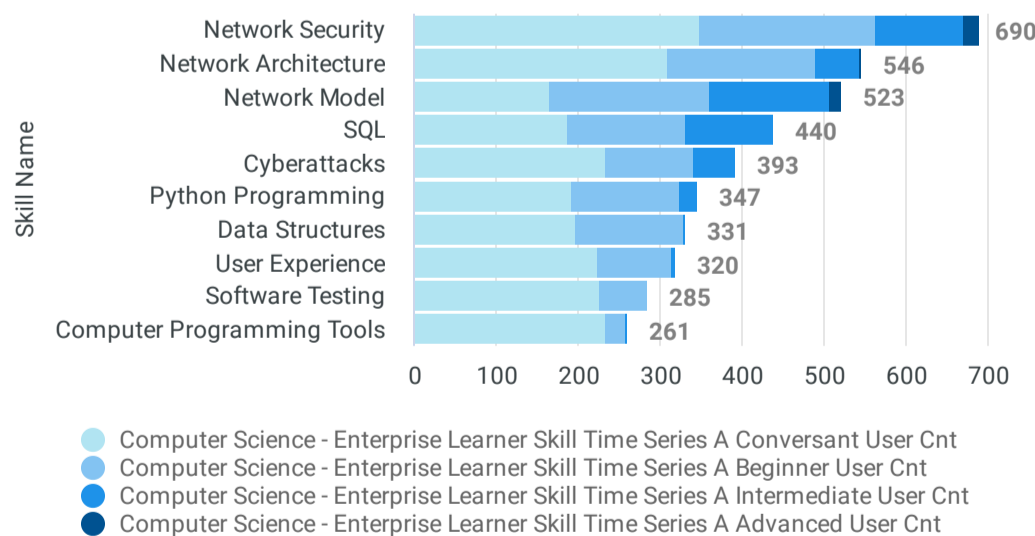 Skill Name
Network Security 690
Network Architecture 546
Network Model 523
SQL 440
Cyberattacks 393
Python Programming 347
Data Structures 331
User Experience 320
Software Testing 285
Computer Programming Tools 261
0 100 200 300 400 500 600 700
Computer Science - Enterprise Learner Skill Time Series A Conversant User Cnt
Computer Science - Enterprise Learner Skill Time Series A Beginner User Cnt
Computer Science - Enterprise Learner Skill Time Series A Intermediate User Cnt
Computer Science - Enterprise Learner Skill Time Series A Advanced User Cnt